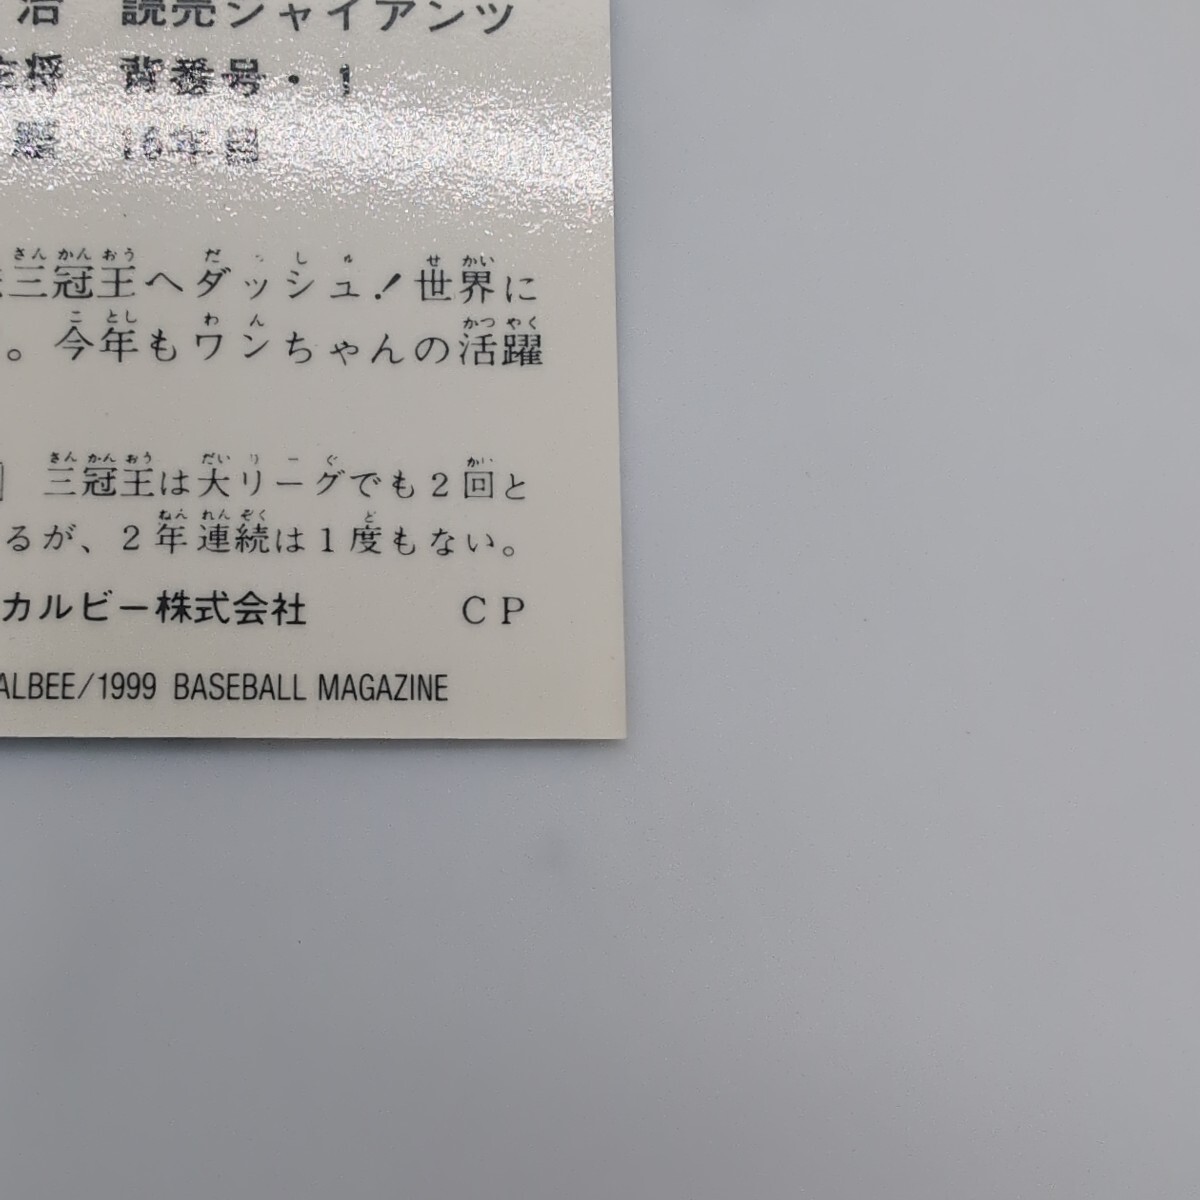 治 読売ジャイアンツ
主将 背番号・1
歴 16年目
三冠王へダッシュ!世界に
。今年もワンちゃんの活躍
三冠王は大リーグでも2回と
るが、2年連続は1度もない。
カルビー株式会社 CP
ALBEE/1999 BASEBALL MAGAZINE